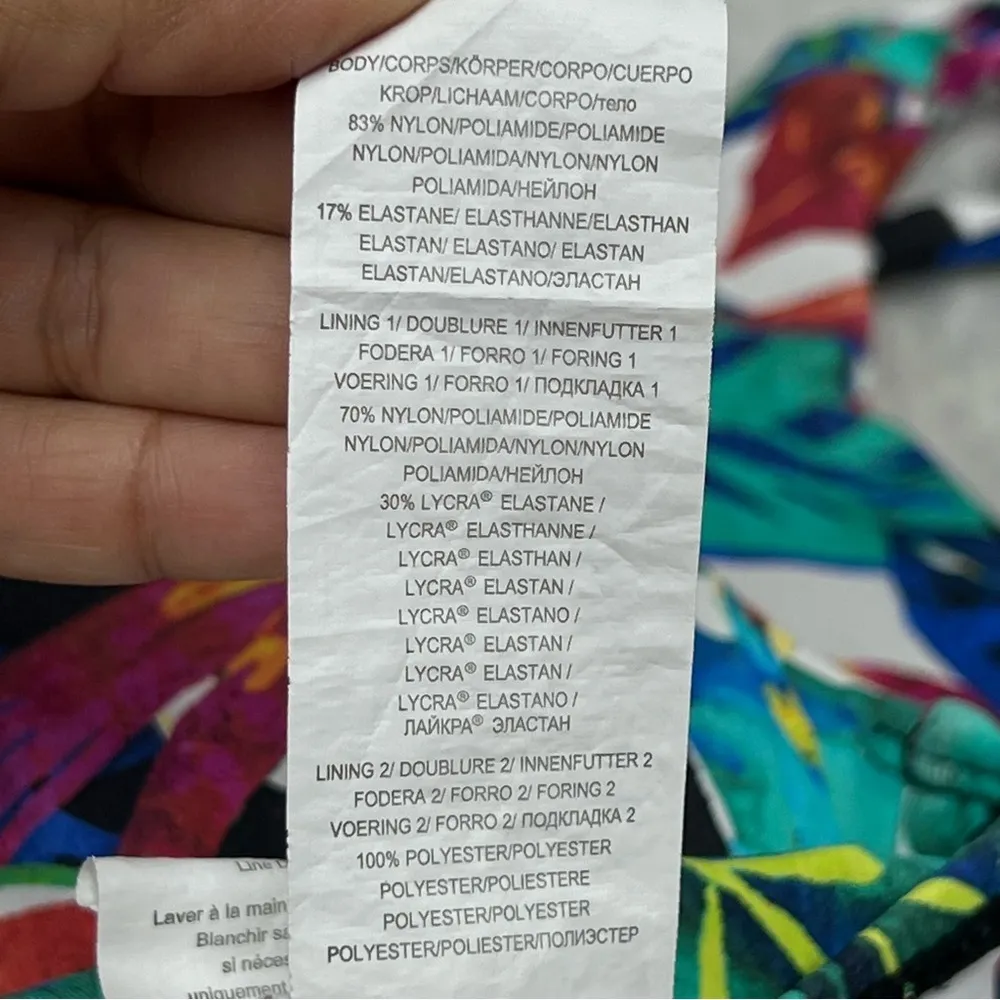 BODY/CORPS/KÖRPER/CORPO/CUERPO
KROP/LICHAAM/CORPO/тело
83% NYLON/POLIAMIDE/POLIAMIDE
NYLON/POLIAMIDA/NYLON/NYLON
POLIAMIDA/НЕЙЛОН
17% ELASTANE/ ELASTHANNE/ELASTHAN
ELASTAN/ ELASTANO/ ELASTAN
ELASTAN/ELASTANO/ЭЛАСТАН
LINING 1/ DOUBLURE 1/ INNENFUTTER 1
FODERA 1/ FORRO 1/ FORING 1
VOERING 1/ FORRO 1/ ПОДКЛАДКА 1
70% NYLON/POLIAMIDE/POLIAMIDE
NYLON/POLIAMIDA/NYLON/NYLON
POLIAMIDA/НЕЙЛОН
30% LYCRA® ELASTANE /
LYCRA® ELASTHANNE /
LYCRA® ELASTHAN /
LYCRA® ELASTAN /
LYCRA® ELASTANO /
LYCRA® ELASTAN /
LYCRA® ELASTAN /
LYCRA® ELASTANO /
ЛАЙКРА® ЭЛАСТАН
LINING 2/ DOUBLURE 2/ INNENFUTTER 2
FODERA 2/ FORRO 2/ FORING 2
VOERING 2/ FORRO 2/ ПОДКЛАДКА 2
100% POLYESTER/POLYESTER
POLYESTER/POLIESTERE
POLYESTER/POLYESTER
POLYESTER/POLIESTER/ПОЛИЭСТЕР
Line
Laver à la main
Blanchir
si
uniquement